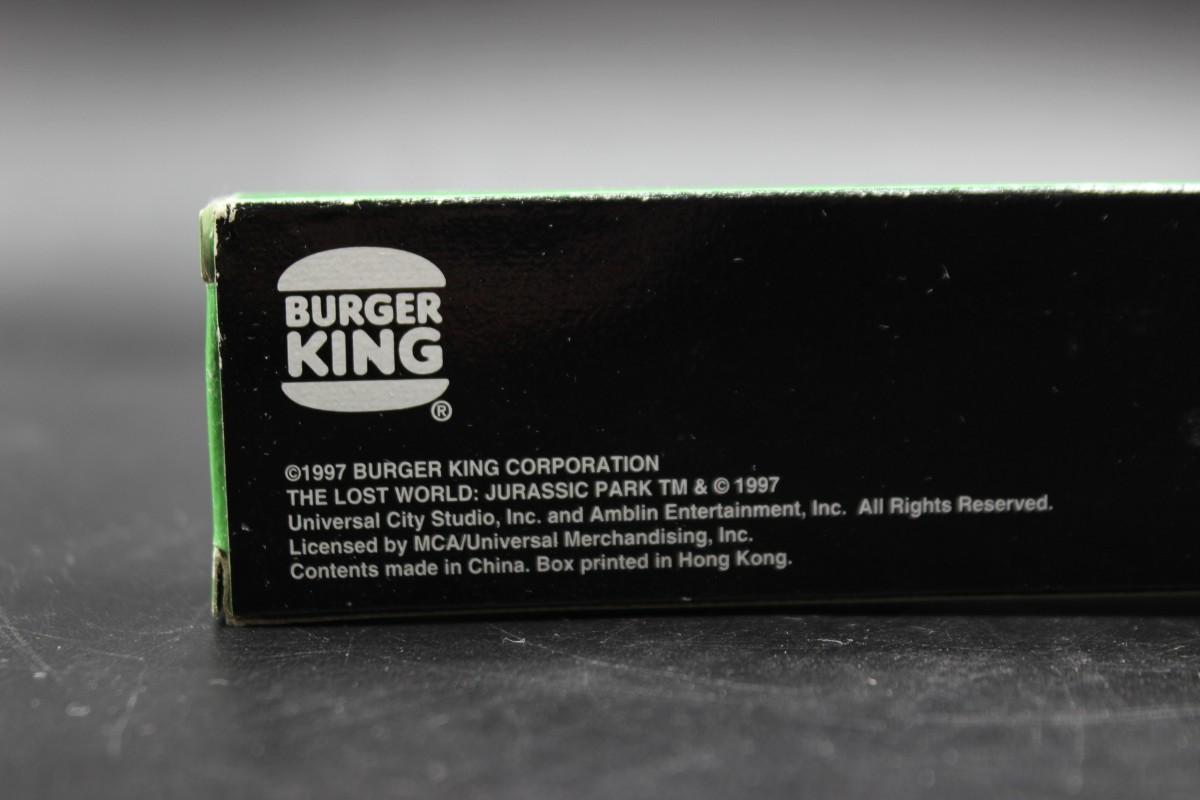 BURGER
KING
®
©1997 BURGER KING CORPORATION
THE LOST WORLD: JURASSIC PARK TM & © 1997
Universal City Studio, Inc. and Amblin Entertainment, Inc. All Rights Reserved.
Licensed by MCA/Universal Merchandising, Inc.
Contents made in China. Box printed in Hong Kong.